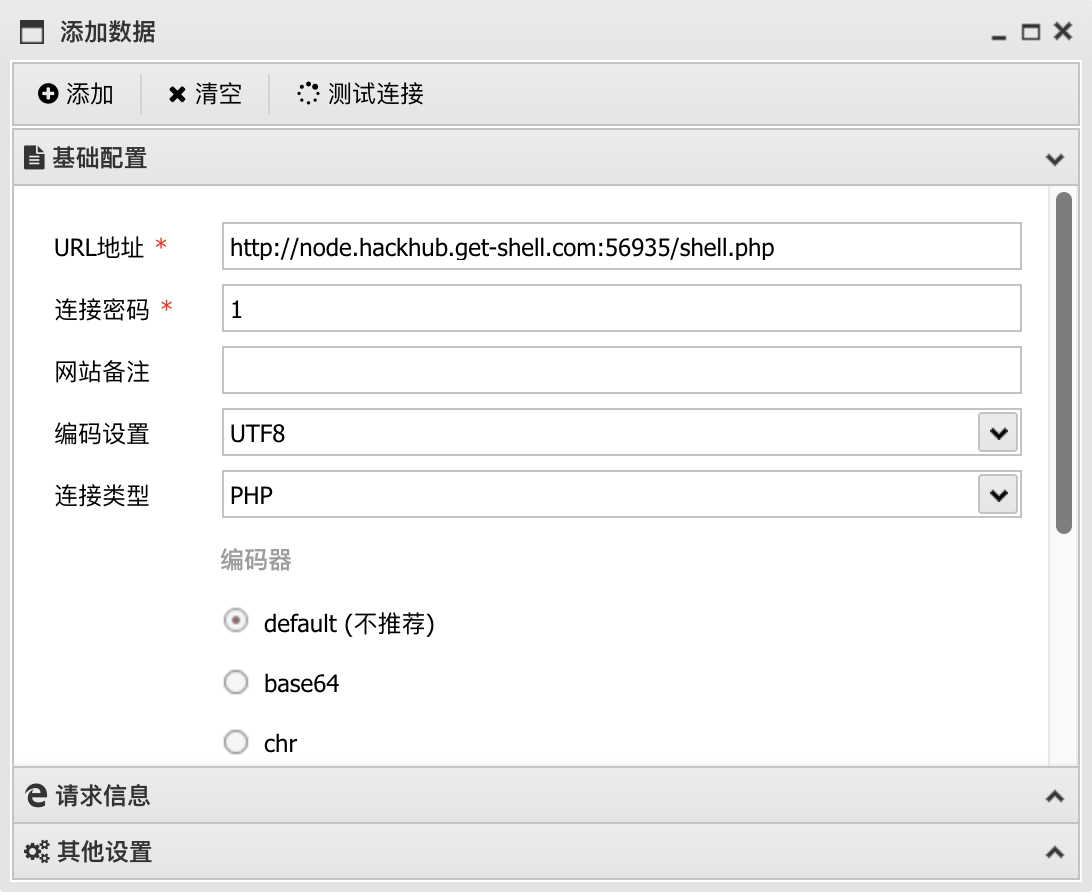 添加数据
添加 清空 测试连接
基础配置
URL地址 * http://node.hackhub.get-shell.com:56935/shell.php
连接密码 * 1
网站备注
编码设置 UTF8
连接类型 PHP
编码器
default (不推荐)
base64
chr
请求信息
其他设置